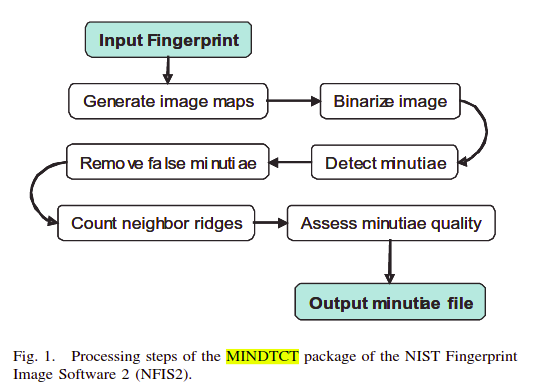 Input Fingerprint
Generate image maps
Binarize image
Detect minutiae
Remove false minutiae
Count neighbor ridges
Assess minutiae quality
Output minutiae file
Fig. 1. Processing steps of the MINDTCT package of the NIST Fingerprint
Image Software 2 (NFIS2).